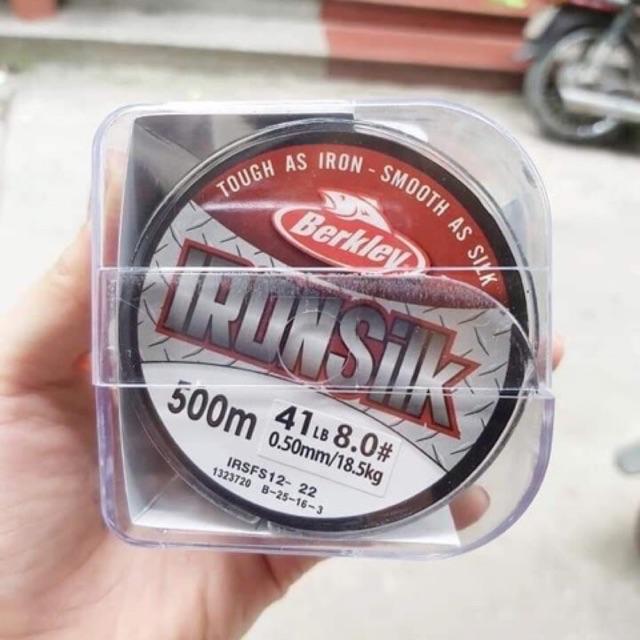 TOUGH AS IRON - SMOOTH AS SILK
Berkley
IRONSilk
500m
41LB 8.0#
0.50mm/18.5kg
IRSFS12- 22
1323720 B-25-16-3